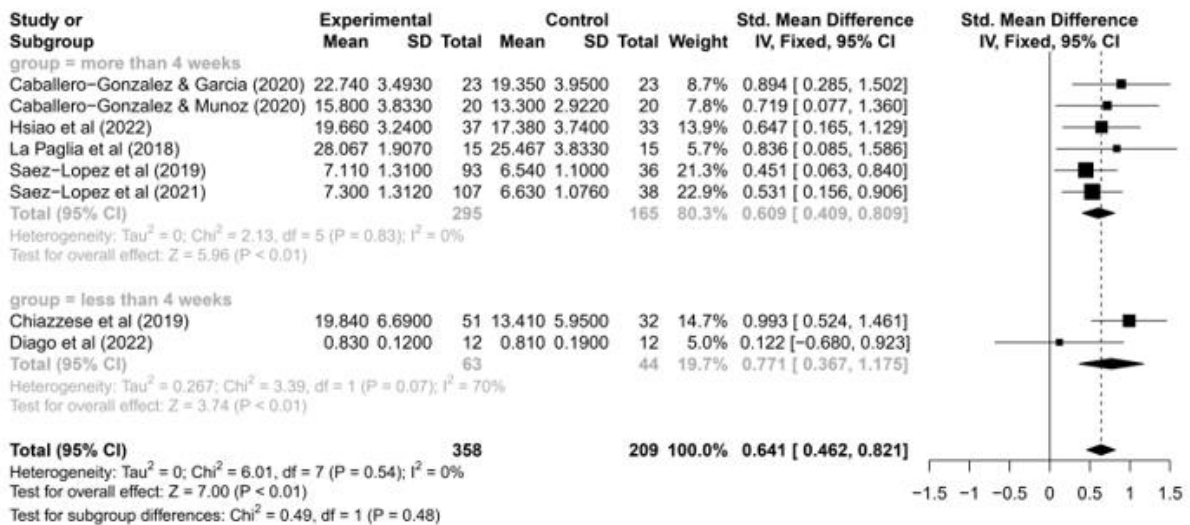 Study or Experimental Control Std. Mean Difference Std. Mean Difference
Subgroup Mean SD Total Mean SD Total Weight IV, Fixed, 95% CI IV, Fixed, 95% CI
group = more than 4 weeks
Caballero−Gonzalez & Garcia (2020) 22.740 3.4930 23 19.350 3.9500 23 8.7% 0.894 [ 0.285, 1.502]
Caballero−Gonzalez & Munoz (2020) 15.800 3.8330 20 13.300 2.9220 20 7.8% 0.719 [ 0.077, 1.360]
Hsiao et al (2022) 19.660 3.2400 37 17.380 3.7400 33 13.9% 0.647 [ 0.165, 1.129]
La Paglia et al (2018) 28.067 1.9070 15 25.467 3.8330 15 5.7% 0.836 [ 0.085, 1.586]
Saez−Lopez et al (2019) 7.110 1.3100 93 6.540 1.1000 36 21.3% 0.451 [ 0.063, 0.840]
Saez−Lopez et al (2021) 7.300 1.3120 107 6.630 1.0760 38 22.9% 0.531 [ 0.156, 0.906]
Total (95% CI) 295 165 80.3% 0.609 [ 0.409, 0.809]
Heterogeneity: Tau² = 0; Chi² = 2.13, df = 5 (P = 0.83); I² = 0%
Test for overall effect: Z = 5.96 (P < 0.01)
group = less than 4 weeks
Chiazzese et al (2019) 19.840 6.6900 51 13.410 5.9500 32 14.7% 0.993 [ 0.524, 1.461]
Diago et al (2022) 0.830 0.1200 12 0.810 0.1900 12 5.0% 0.122 [−0.680, 0.923]
Total (95% CI) 63 44 19.7% 0.771 [ 0.367, 1.175]
Heterogeneity: Tau² = 0.267; Chi² = 3.39, df = 1 (P = 0.07); I² = 70%
Test for overall effect: Z = 3.74 (P < 0.01)
Total (95% CI) 358 209 100.0% 0.641 [ 0.462, 0.821]
Heterogeneity: Tau² = 0; Chi² = 6.01, df = 7 (P = 0.54); I² = 0%
Test for overall effect: Z = 7.00 (P < 0.01)
−1.5 −1 −0.5 0 0.5 1 1.5
Test for subgroup differences: Chi² = 0.49, df = 1 (P = 0.48)